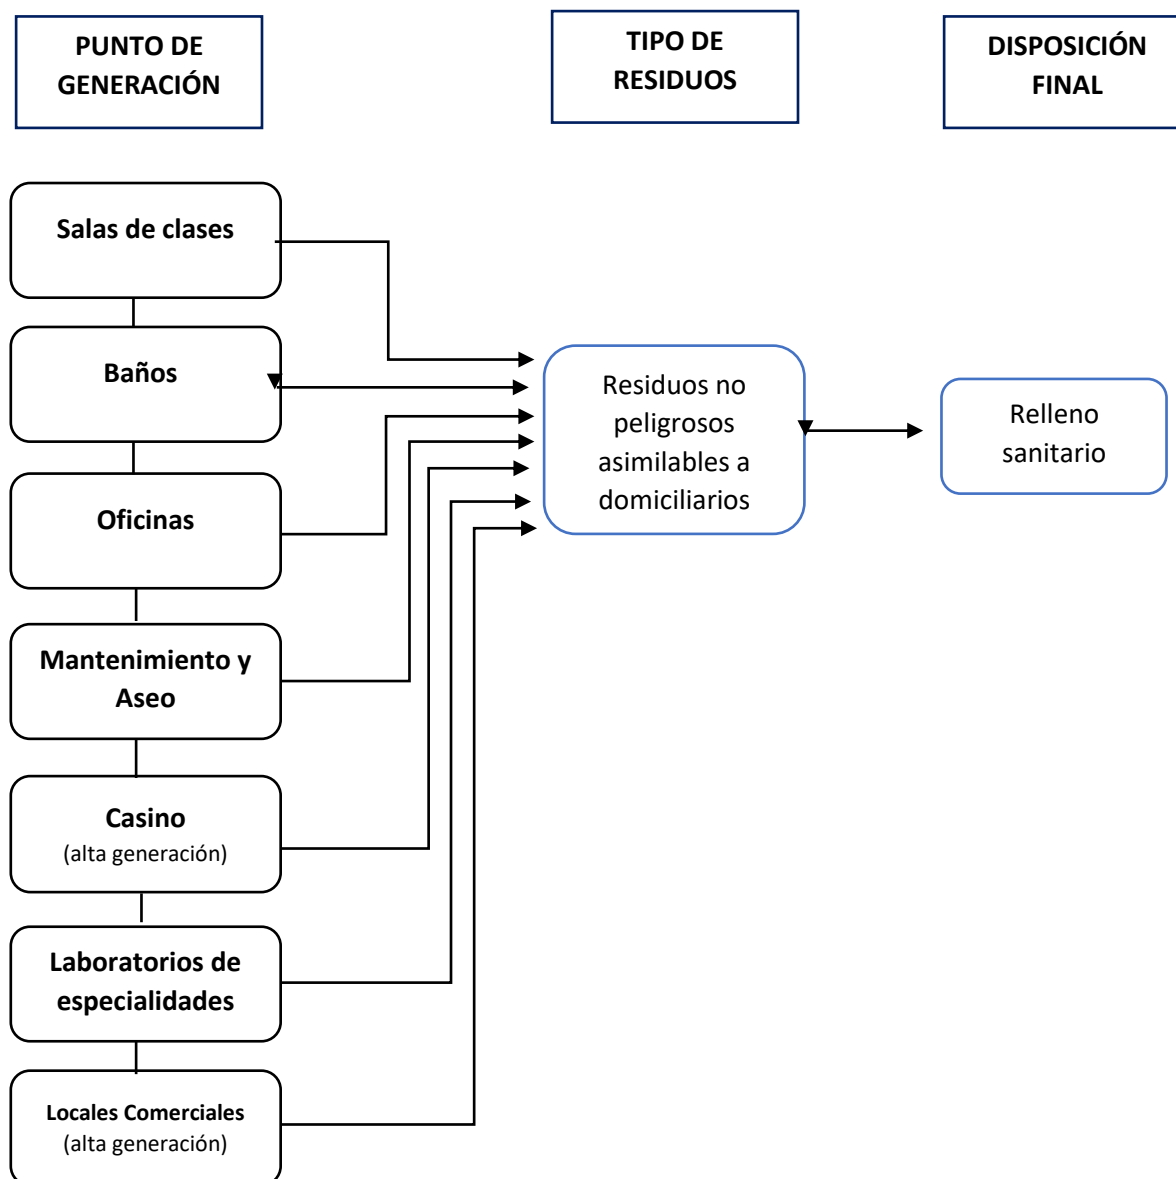 PUNTO DE
GENERACIÓN
TIPO DE
RESIDUOS
DISPOSICIÓN
FINAL
Salas de clases
Baños
Oficinas
Mantenimiento y
Aseo
Casino
(alta generación)
Laboratorios de
especialidades
Locales Comerciales
(alta generación)
Residuos no
peligrosos
asimilables a
domiciliarios
Relleno
sanitario